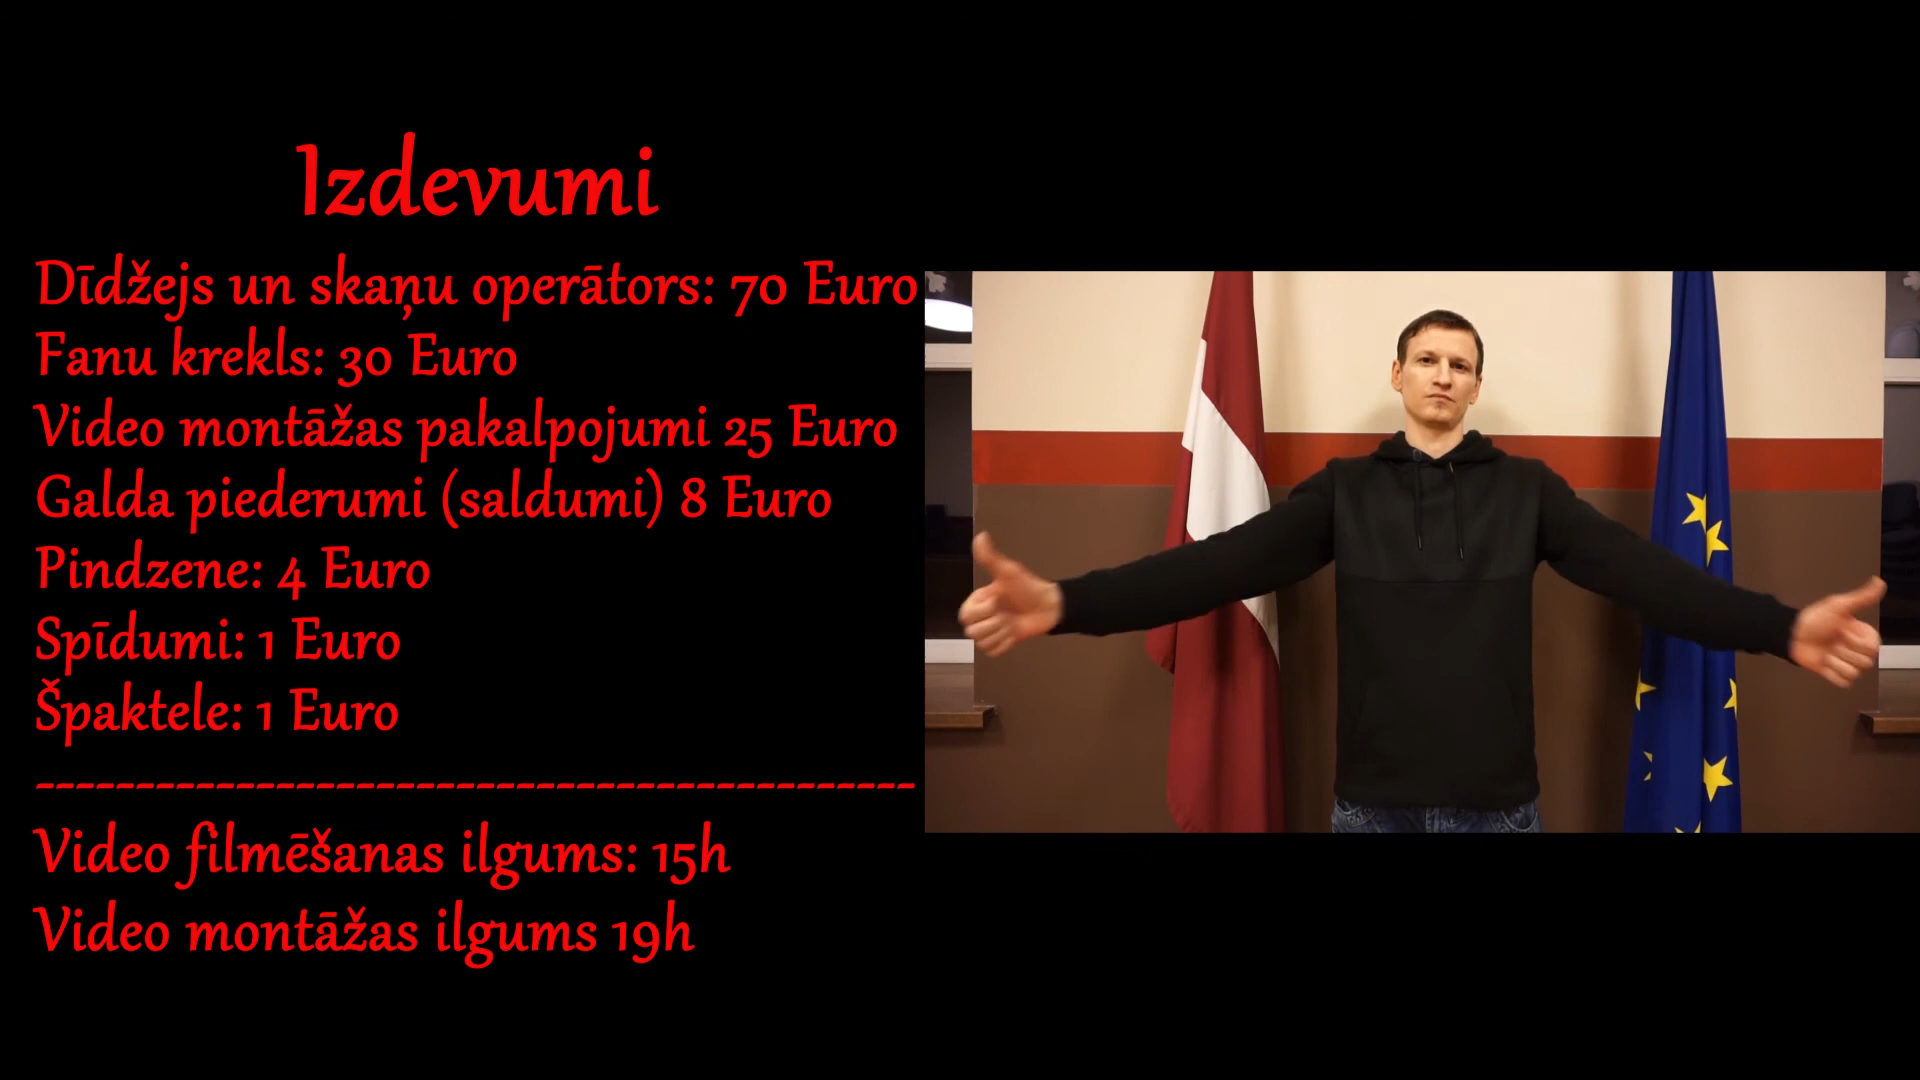 Izdevumi
Dīdžejs un skaņu operātors: 70 Euro
Fanu krekls: 30 Euro
Video montāžas pakalpojumi 25 Euro
Galda piederumi (saldumi) 8 Euro
Pindzene: 4 Euro
Spīdumi: 1 Euro
Špaktele: 1 Euro
--------------------------------------------
Video filmēšanas ilgums: 15h
Video montāžas ilgums 19h